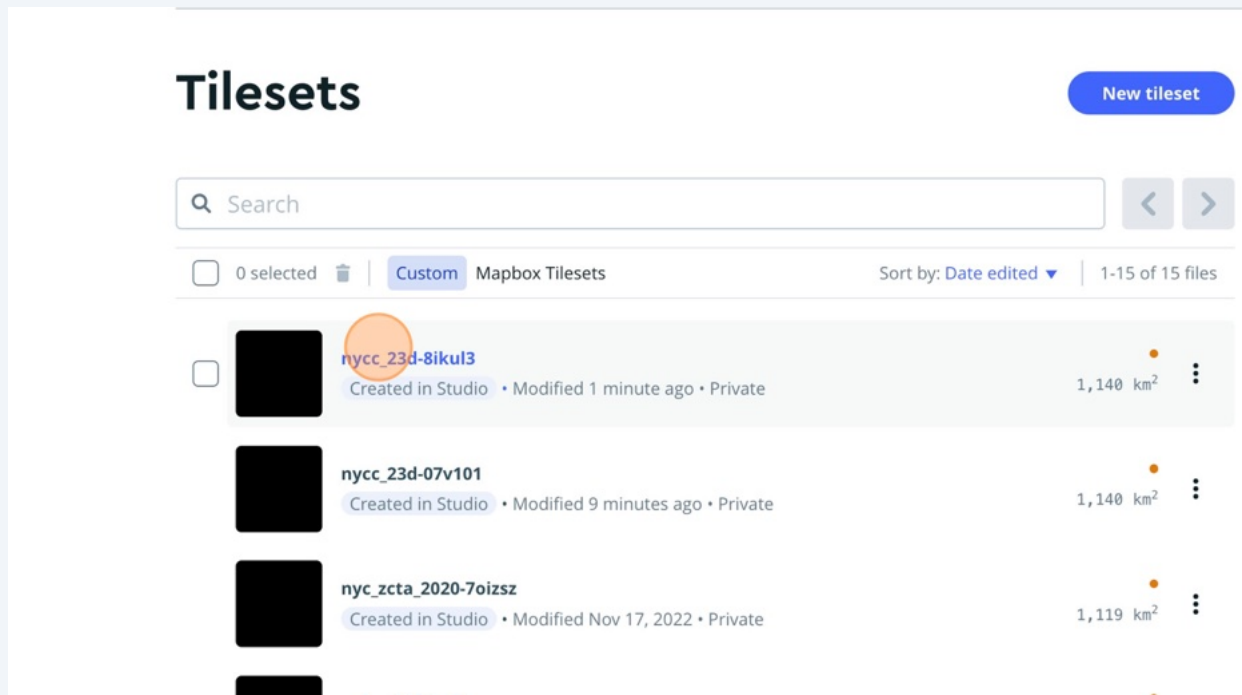 Tilesets
New tileset
Search
0 selected Custom Mapbox Tilesets Sort by: Date edited 1-15 of 15 files
nycc_23d-8ikul3
Created in Studio • Modified 1 minute ago • Private 1,140 km²
nycc_23d-07v101
Created in Studio • Modified 9 minutes ago • Private 1,140 km²
nyc_zcta_2020-7oizsz
Created in Studio • Modified Nov 17, 2022 • Private 1,119 km²